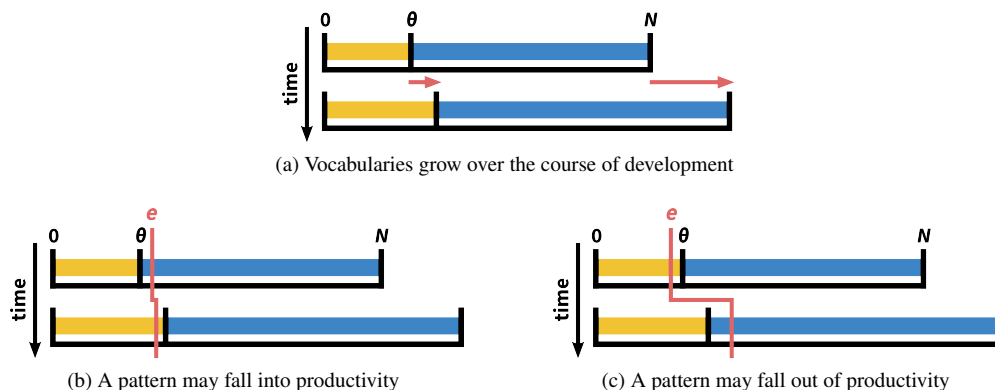 0 θ N
time
(a) Vocabularies grow over the course of development
e
0 θ N
time
(b) A pattern may fall into productivity
e
0 θ N
time
(c) A pattern may fall out of productivity